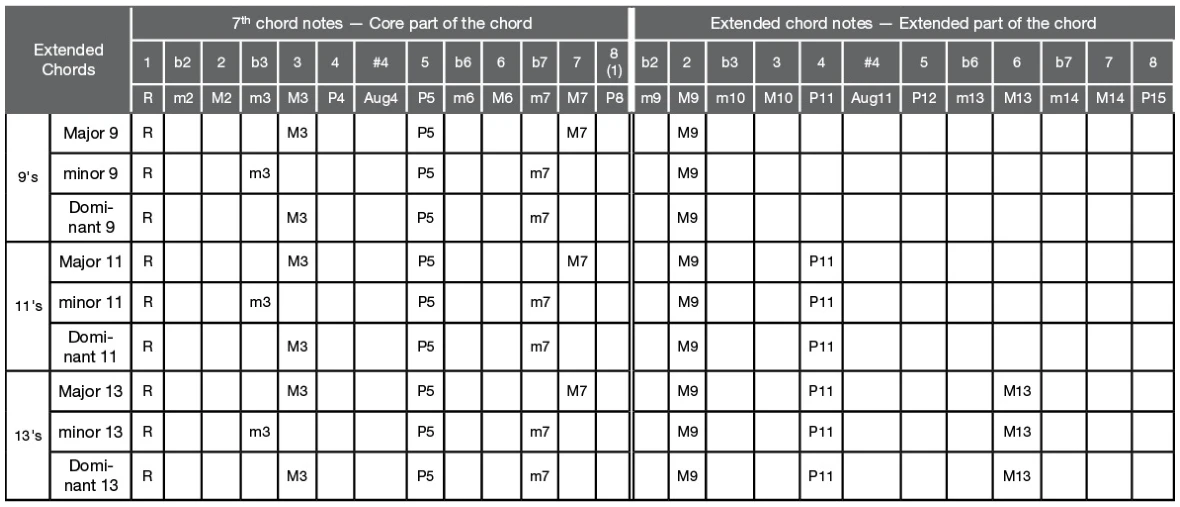 Extended Chords 7th chord notes — Core part of the chord Extended chord notes — Extended part of the chord
1 b2 2 b3 3 4 #4 5 b6 6 b7 7 8 (1) b2 2 b3 3 4 #4 5 b6 6 b7 7 8
R m2 M2 m3 M3 P4 Aug4 P5 m6 M6 m7 M7 P8 m9 M9 m10 M10 P11 Aug11 P12 m13 M13 m14 M14 P15
9's
Major 9 R M3 P5 M7 M9
minor 9 R m3 P5 m7 M9
Domi-
nant 9 R M3 P5 m7 M9
11's
Major 11 R M3 P5 M7 M9 P11
minor 11 R m3 P5 m7 M9 P11
Domi-
nant 11 R M3 P5 m7 M9 P11
13's
Major 13 R M3 P5 M7 M9 P11 M13
minor 13 R m3 P5 m7 M9 P11 M13
Domi-
nant 13 R M3 P5 m7 M9 P11 M13